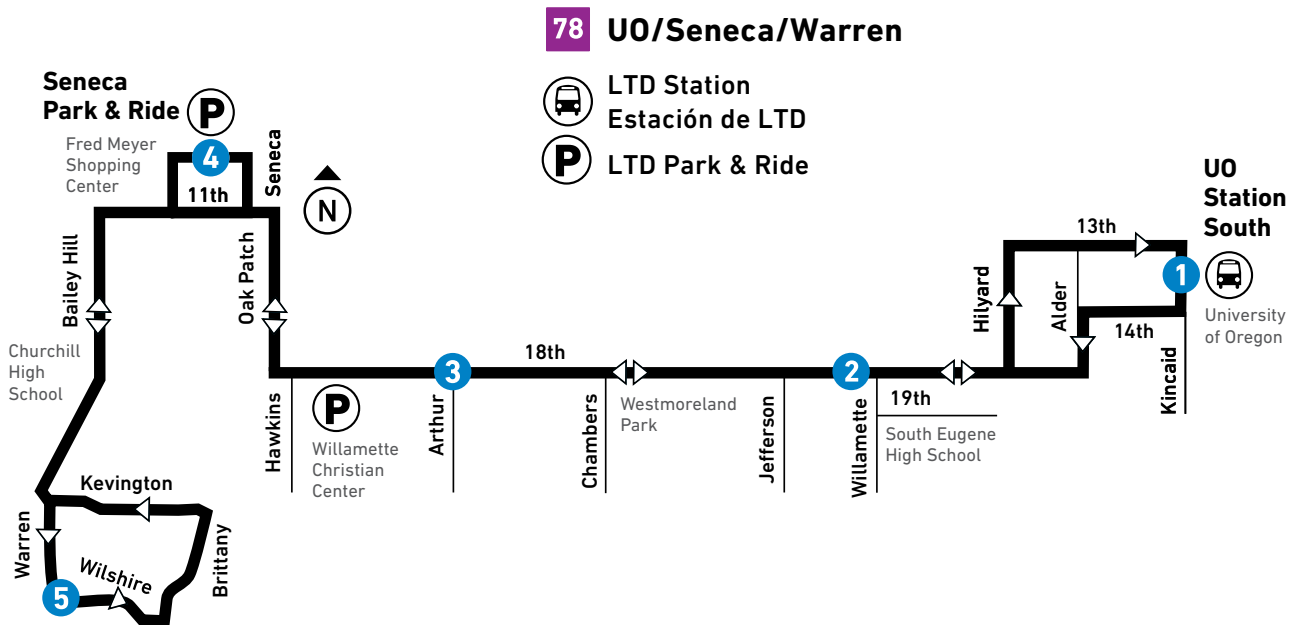 78 UO/Seneca/Warren
LTD Station
Estación de LTD
P LTD Park & Ride
Seneca
Park & Ride P
Fred Meyer
Shopping
Center
4
11th
Seneca
N
Bailey Hill
Oak Patch
Churchill
High
School
UO
Station
South
13th
1
Hilyard
Alder
14th
Kincaid
University
of Oregon
18th
3
2
19th
Hawkins
P
Willamette
Christian
Center
Arthur
Chambers
Westmoreland
Park
Jefferson
Willamette
South Eugene
High School
Kevington
Warren
Wilshire
Brittany
5